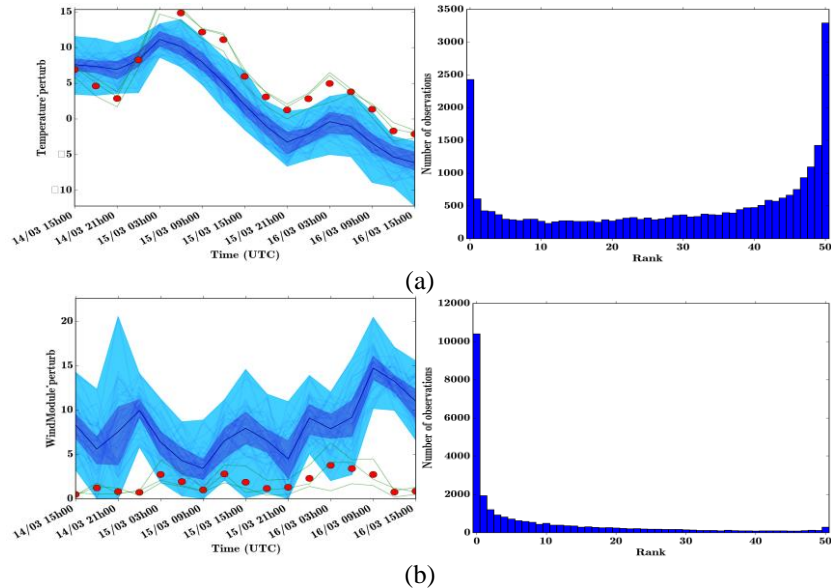 15
10
5
0
□5
□10
Temperature˙perturb
14/03 15h00
14/03 21h00
15/03 03h00
15/03 09h00
15/03 15h00
15/03 21h00
16/03 03h00
16/03 09h00
16/03 15h00
Time (UTC)
3500
3000
2500
2000
1500
1000
500
0
Number of observations
0
10
20
30
40
50
Rank
(a)
20
15
10
5
0
WindModule˙perturb
14/03 15h00
14/03 21h00
15/03 03h00
15/03 09h00
15/03 15h00
15/03 21h00
16/03 03h00
16/03 09h00
16/03 15h00
Time (UTC)
12000
10000
8000
6000
4000
2000
0
Number of observations
0
10
20
30
40
50
Rank
(b)